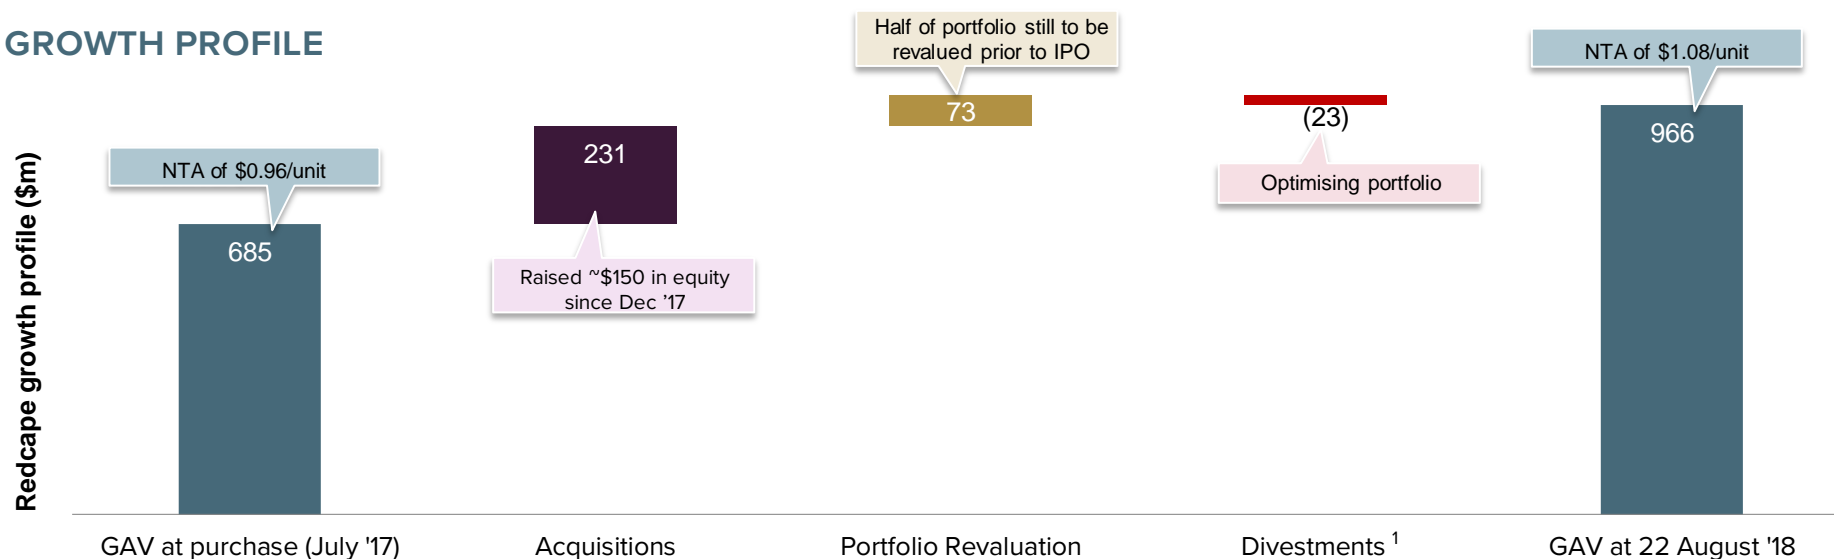 GROWTH PROFILE
Redcape growth profile ($m)
NTA of $0.96/unit
685
231
Raised ~$150 in equity
since Dec ’17
Half of portfolio still to be
revalued prior to IPO
73
(23)
Optimising portfolio
NTA of $1.08/unit
966
GAV at purchase (July '17)
Acquisitions
Portfolio Revaluation
Divestments 1
GAV at 22 August '18